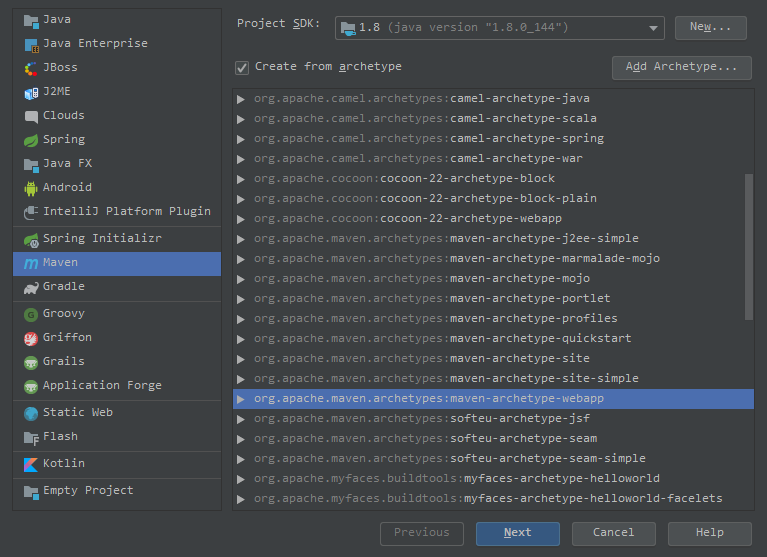 Java
Java Enterprise
JBoss
J2ME
Clouds
Spring
Java FX
Android
IntelliJ Platform Plugin
Spring Initializr
Maven
Gradle
Groovy
Griffon
Grails
Application Forge
Static Web
Flash
Kotlin
Empty Project
Project SDK: 1.8 (java version "1.8.0_144") New...
Create from archetype Add Archetype...
org.apache.camel.archetypes:camel-archetype-java
org.apache.camel.archetypes:camel-archetype-scala
org.apache.camel.archetypes:camel-archetype-spring
org.apache.camel.archetypes:camel-archetype-war
org.apache.cocoon:cocoon-22-archetype-block
org.apache.cocoon:cocoon-22-archetype-block-plain
org.apache.cocoon:cocoon-22-archetype-webapp
org.apache.maven.archetypes:maven-archetype-j2ee-simple
org.apache.maven.archetypes:maven-archetype-marmalade-mojo
org.apache.maven.archetypes:maven-archetype-mojo
org.apache.maven.archetypes:maven-archetype-portlet
org.apache.maven.archetypes:maven-archetype-profiles
org.apache.maven.archetypes:maven-archetype-quickstart
org.apache.maven.archetypes:maven-archetype-site
org.apache.maven.archetypes:maven-archetype-site-simple
org.apache.maven.archetypes:maven-archetype-webapp
org.apache.maven.archetypes:softeu-archetype-jsf
org.apache.maven.archetypes:softeu-archetype-seam
org.apache.maven.archetypes:softeu-archetype-seam-simple
org.apache.myfaces.buildtools:myfaces-archetype-helloworld
org.apache.myfaces.buildtools:myfaces-archetype-helloworld-facelets
Previous Next Cancel Help